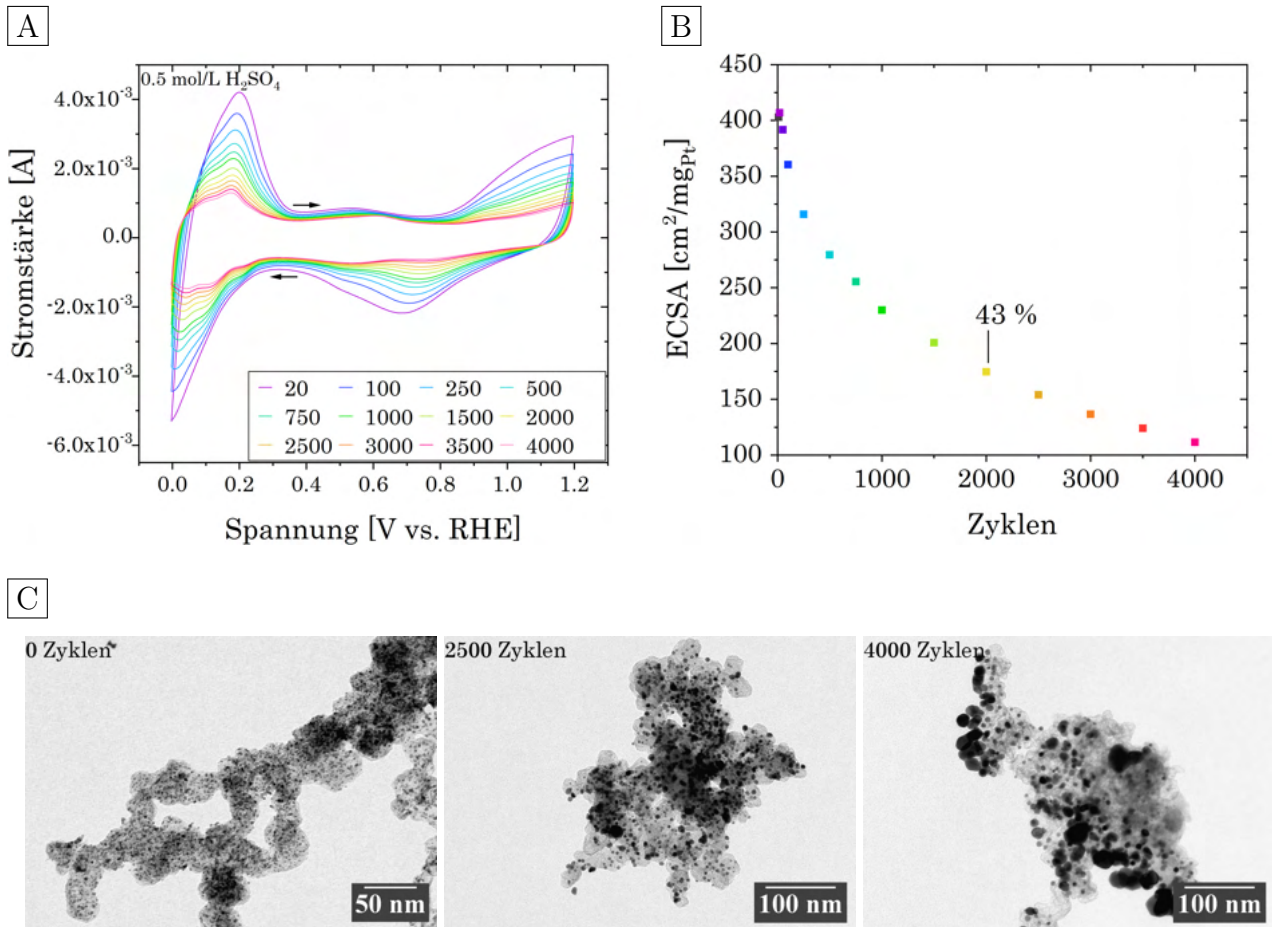 A
0.5 mol/L H₂SO₄
4.0x10⁻³
2.0x10⁻³
0.0
-2.0x10⁻³
-4.0x10⁻³
-6.0x10⁻³
Stromstärke [A]
20 100 250 500
750 1000 1500 2000
2500 3000 3500 4000
0.0 0.2 0.4 0.6 0.8 1.0 1.2
Spannung [V vs. RHE]
B
450
400
350
300
250
200
150
100
ECSA [cm²/mg_Pt]
43 %
0 1000 2000 3000 4000
Zyklen
C
0 Zyklen
50 nm
2500 Zyklen
100 nm
4000 Zyklen
100 nm